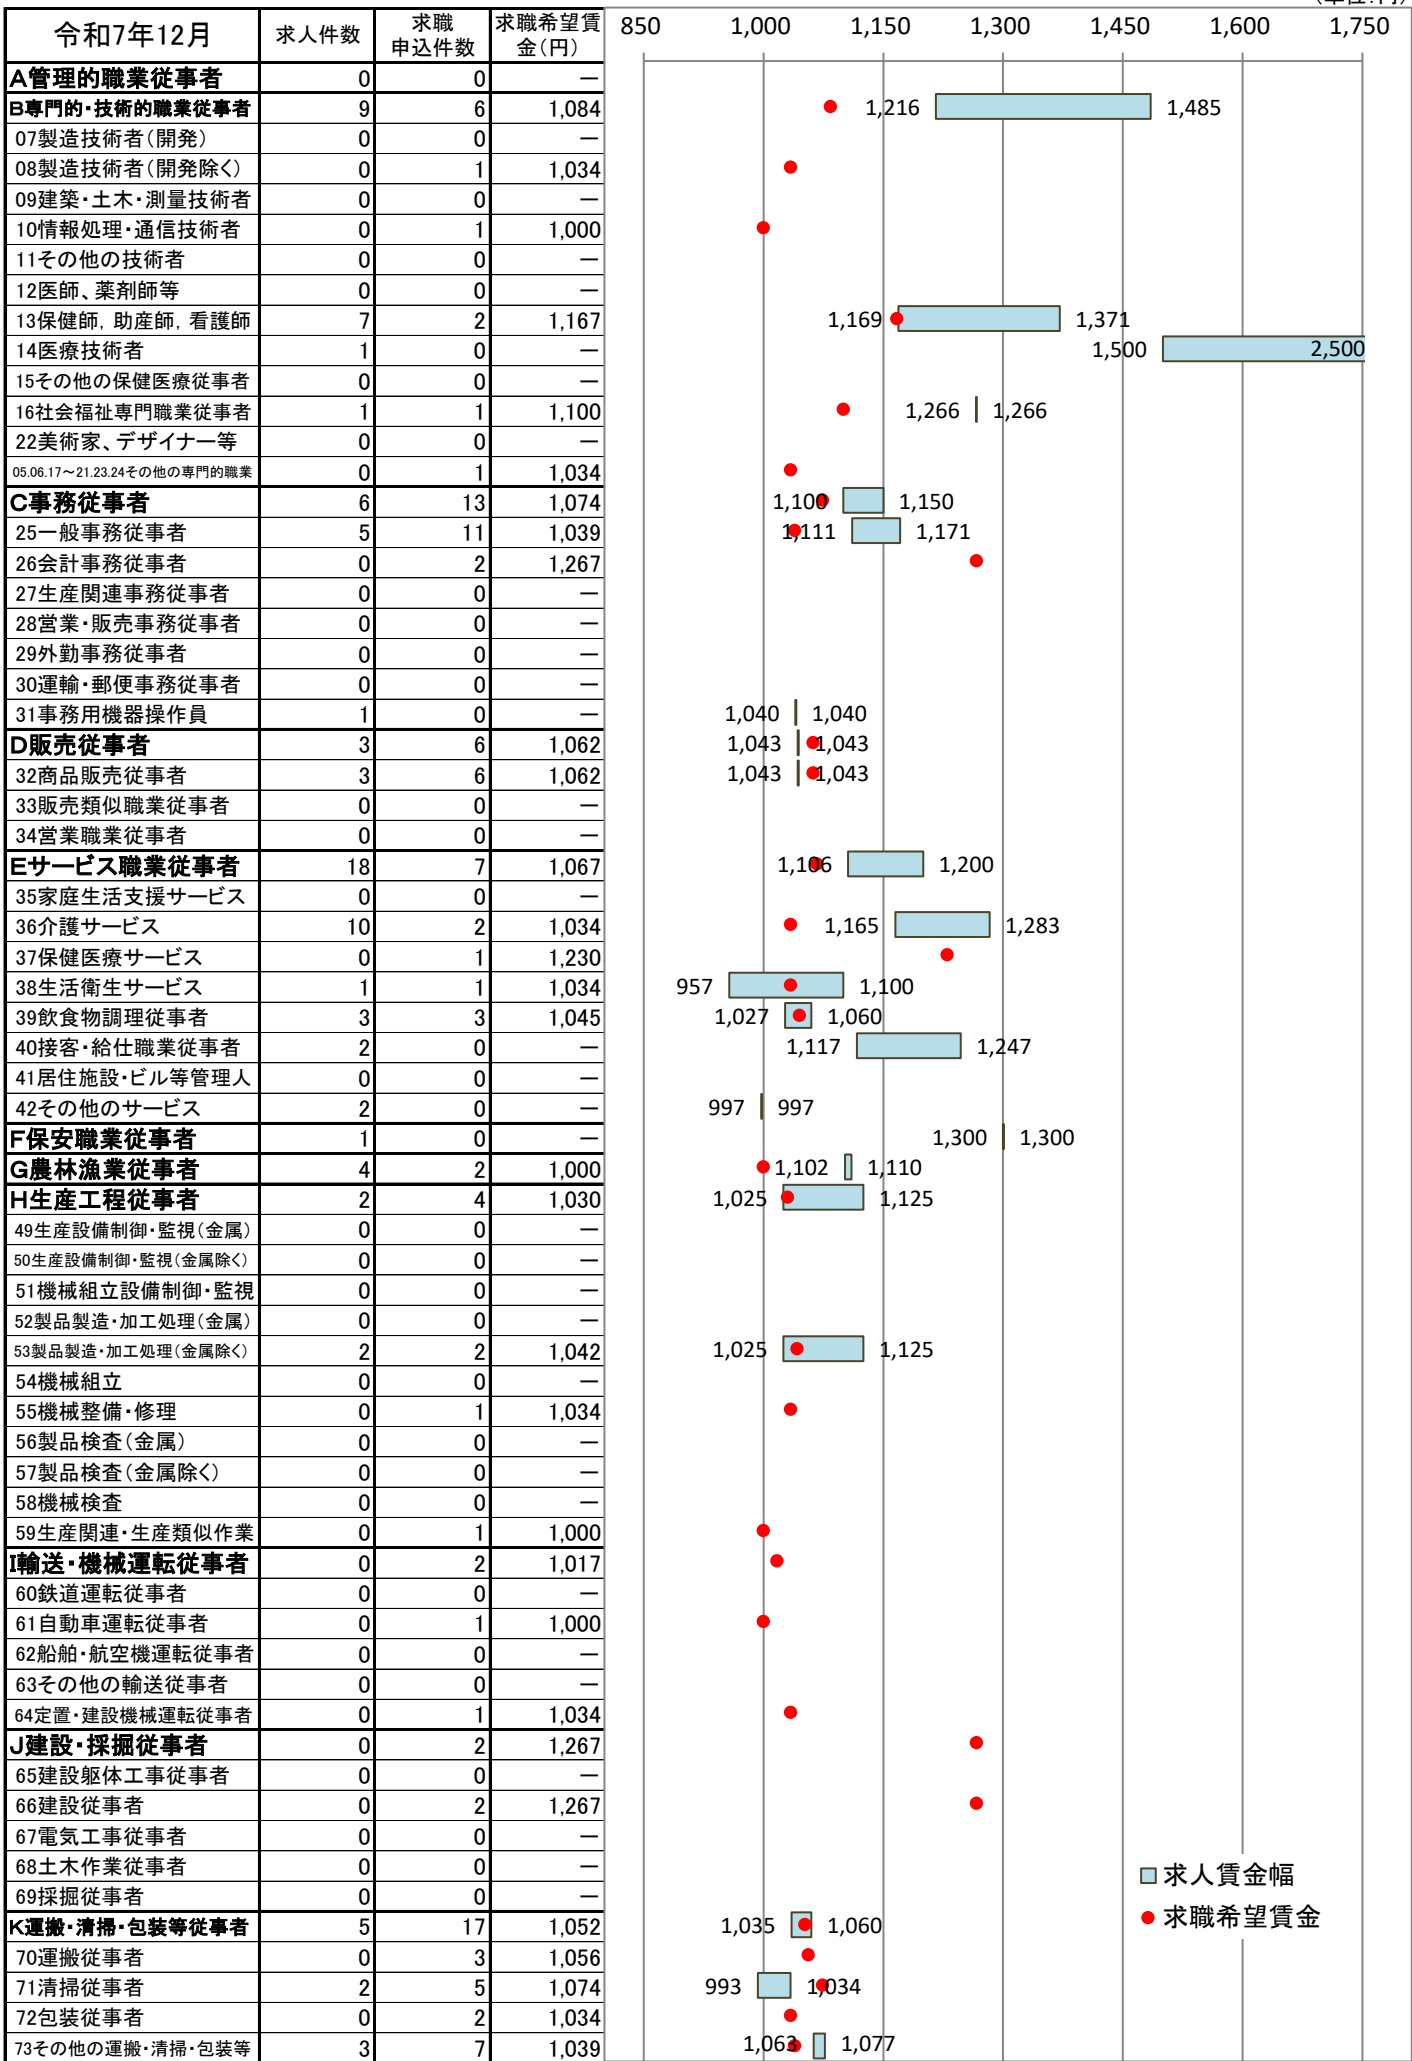 令和7年12月 求人件数 求職申込件数 求職希望賃金(円) 850 1,000 1,150 1,300 1,450 1,600 1,750
A管理的職業従事者 0 0 —
B専門的・技術的職業従事者 9 6 1,084 1,216 1,485
07製造技術者(開発) 0 0 —
08製造技術者(開発除く) 0 1 1,034
09建築・土木・測量技術者 0 0 —
10情報処理・通信技術者 0 1 1,000
11その他の技術者 0 0 —
12医師、薬剤師等 0 0 —
13保健師,助産師,看護師 7 2 1,167 1,169 1,371
14医療技術者 1 0 — 1,500 2,500
15その他の保健医療従事者 0 0 —
16社会福祉専門職業従事者 1 1 1,100 1,266 1,266
22美術家、デザイナー等 0 0 —
05.06.17～21.23.24その他の専門的職業 0 1 1,034
C事務従事者 6 13 1,074 1,100 1,150
25一般事務従事者 5 11 1,039 1,111 1,171
26会計事務従事者 0 2 1,267
27生産関連事務従事者 0 0 —
28営業・販売事務従事者 0 0 —
29外勤事務従事者 0 0 —
30運輸・郵便事務従事者 0 0 —
31事務用機器操作員 1 0 — 1,040 1,040
D販売従事者 3 6 1,062 1,043 1,043
32商品販売従事者 3 6 1,062 1,043 1,043
33販売類似職業従事者 0 0 —
34営業職業従事者 0 0 —
Eサービス職業従事者 18 7 1,067 1,106 1,200
35家庭生活支援サービス 0 0 —
36介護サービス 10 2 1,034 1,165 1,283
37保健医療サービス 0 1 1,230
38生活衛生サービス 1 1 1,034 957 1,100
39飲食物調理従事者 3 3 1,045 1,027 1,060
40接客・給仕職業従事者 2 0 — 1,117 1,247
41居住施設・ビル等管理人 0 0 —
42その他のサービス 2 0 — 997 997
F保安職業従事者 1 0 — 1,300 1,300
G農林漁業従事者 4 2 1,000 1,102 1,110
H生産工程従事者 2 4 1,030 1,025 1,125
49生産設備制御・監視(金属) 0 0 —
50生産設備制御・監視(金属除く) 0 0 —
51機械組立設備制御・監視 0 0 —
52製品製造・加工処理(金属) 0 0 —
53製品製造・加工処理(金属除く) 2 2 1,042 1,025 1,125
54機械組立 0 0 —
55機械整備・修理 0 1 1,034
56製品検査(金属) 0 0 —
57製品検査(金属除く) 0 0 —
58機械検査 0 0 —
59生産関連・生産類似作業 0 1 1,000
I輸送・機械運転従事者 0 2 1,017
60鉄道運転従事者 0 0 —
61自動車運転従事者 0 1 1,000
62船舶・航空機運転従事者 0 0 —
63その他の輸送従事者 0 0 —
64定置・建設機械運転従事者 0 1 1,034
J建設・採掘従事者 0 2 1,267
65建設躯体工事従事者 0 0 —
66建設従事者 0 2 1,267
67電気工事従事者 0 0 —
68土木作業従事者 0 0 —
69採掘従事者 0 0 —
求人賃金幅
求職希望賃金
K運搬・清掃・包装等従事者 5 17 1,052 1,035 1,060
70運搬従事者 0 3 1,056
71清掃従事者 2 5 1,074 993 1,034
72包装従事者 0 2 1,034
73その他の運搬・清掃・包装等 3 7 1,039 1,063 1,077